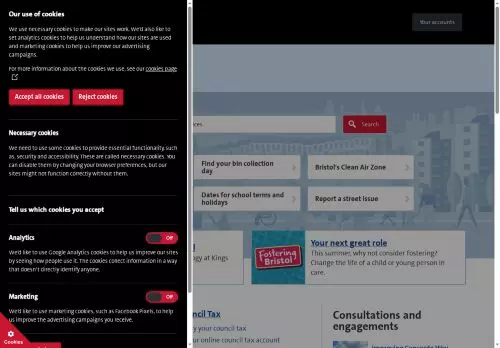 Our use of cookies
We use necessary cookies to make our sites work. We'd also like to
set analytics cookies to help us understand how our sites are used
and marketing cookies to help us improve our advertising
campaigns.
For more information about the cookies we use, see our cookies page
Accept all cookies
Reject cookies
Necessary cookies
We need to use some cookies to provide essential functionality, such
as, security and accessibility. These are called necessary cookies. You
can disable them by changing your browser preferences, but our
sites might not function correctly without them.
Tell us which cookies you accept
Analytics
Off
We'd like to use Google Analytics cookies to help us improve our sites
by seeing how people use it. The cookies collect information in a way
that doesn't directly identify anyone.
Marketing
Off
We'd like to use marketing cookies, such as Facebook Pixels, to help
us improve the advertising campaigns you receive.
Cookies
Your accounts
Search
Find your bin collection
day
Bristol's Clean Air Zone
Dates for school terms and
holidays
Report a street issue
ogy at Kings
Fostering
Bristol
Your next great role
This summer, why not consider fostering?
Change the life of a child or young person in
care.
ncil Tax
y your council tax
ur online council tax account
Consultations and
engagements